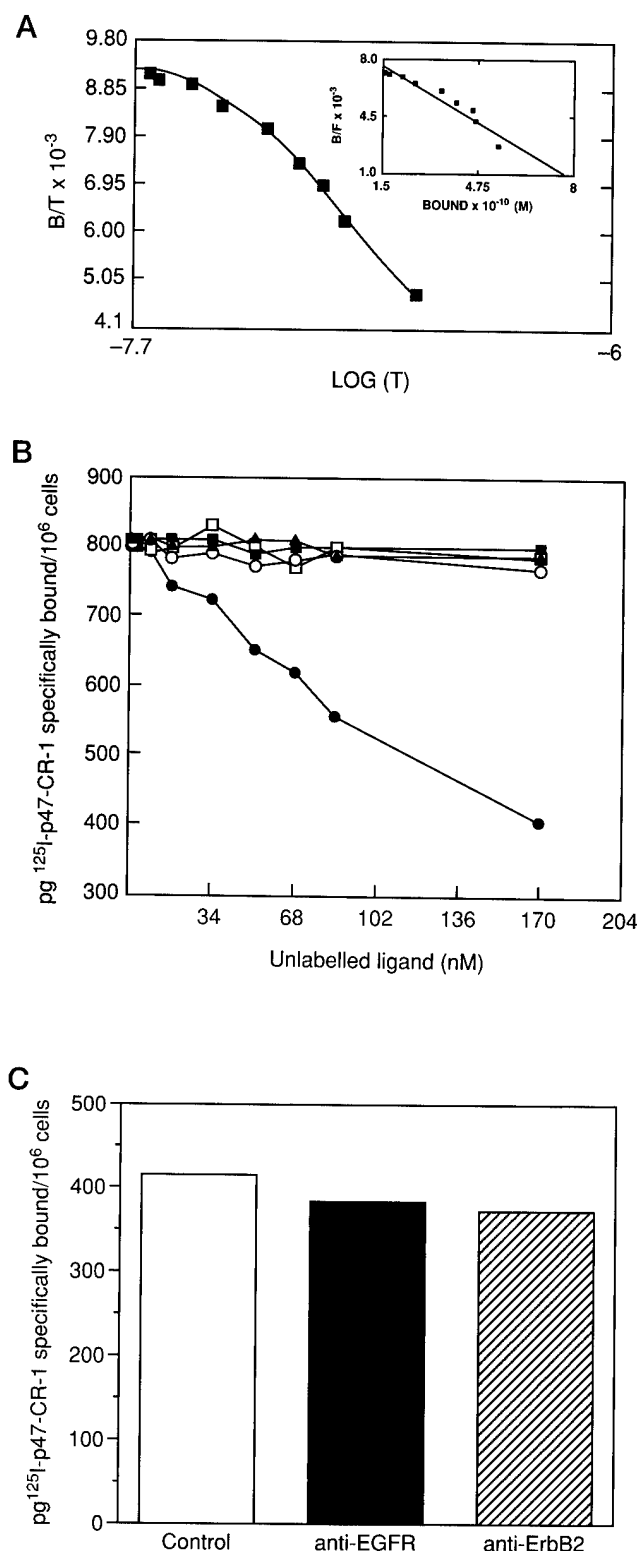 A
9.80
8.85
7.90
6.95
6.00
5.05
4.1
B/T x 10-3
–7.7
–6
LOG (T)
8.0
4.5
1.0
B/F x 10-3
1.5
4.75
8
BOUND x 10-10 (M)
B
900
800
700
600
500
400
300
pg 125I-p47-CR-1 specifically bound/106 cells
34
68
102
136
170
204
Unlabelled ligand (nM)
C
500
400
300
200
100
0
pg125I-p47-CR-1 specifically bound/106 cells
Control
anti-EGFR
anti-ErbB2